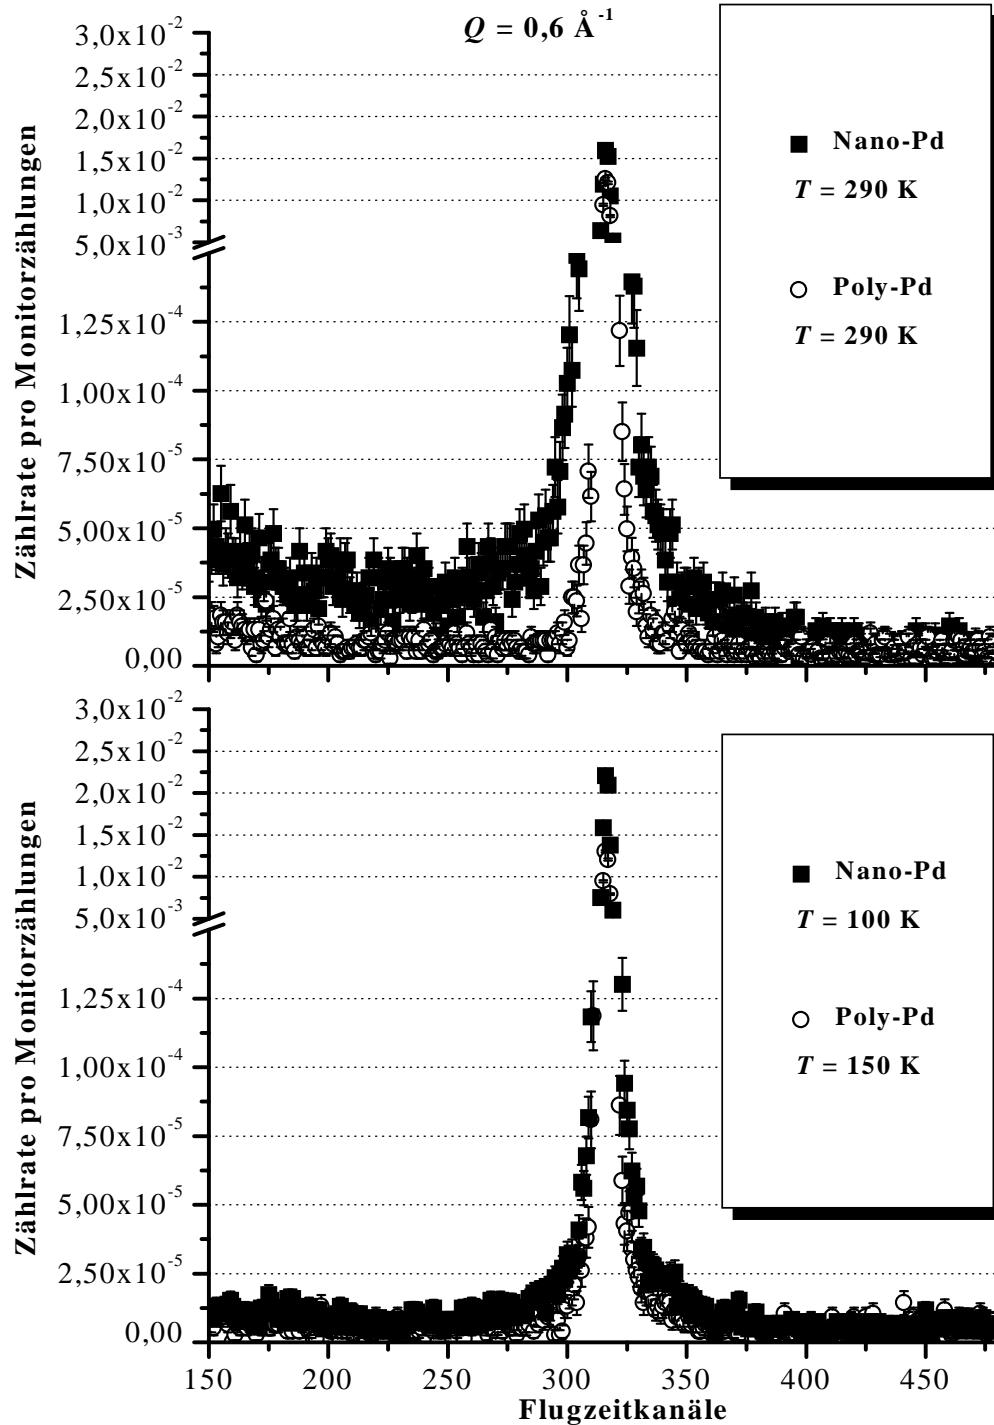 Q = 0,6 Å⁻¹
3,0x10⁻²
2,5x10⁻²
2,0x10⁻²
1,5x10⁻²
1,0x10⁻²
5,0x10⁻³
1,25x10⁻⁴
1,00x10⁻⁴
7,50x10⁻⁵
5,00x10⁻⁵
2,50x10⁻⁵
0,00
Zählrate pro Monitorzählungen
Nano-Pd
T = 290 K
Poly-Pd
T = 290 K
3,0x10⁻²
2,5x10⁻²
2,0x10⁻²
1,5x10⁻²
1,0x10⁻²
5,0x10⁻³
1,25x10⁻⁴
1,00x10⁻⁴
7,50x10⁻⁵
5,00x10⁻⁵
2,50x10⁻⁵
0,00
Zählrate pro Monitorzählungen
Nano-Pd
T = 100 K
Poly-Pd
T = 150 K
150 200 250 300 350 400 450
Flugzeitkanäle